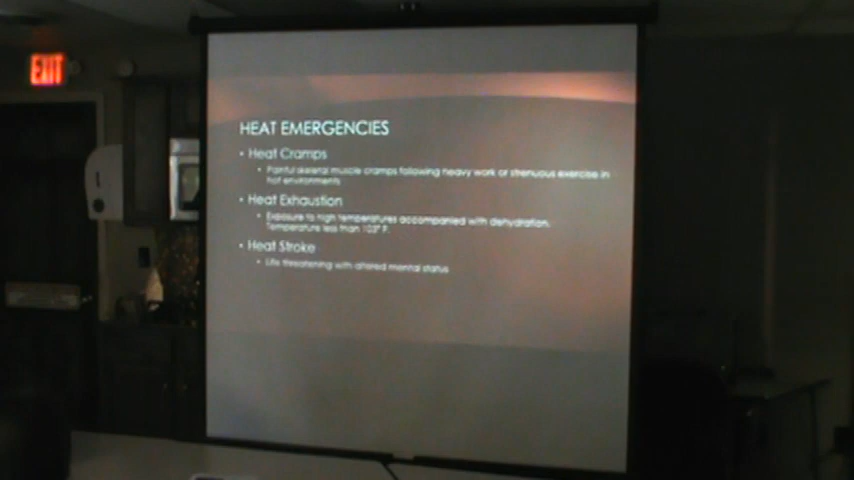 EXIT
HEAT EMERGENCIES
• Heat Cramps
• Painful skeletal muscle cramps following heavy work or strenuous exercise in
hot environments
• Heat Exhaustion
• Exposure to high temperatures accompanied with dehydration.
Temperature less than 103° F.
• Heat Stroke
• Life threatening with altered mental status